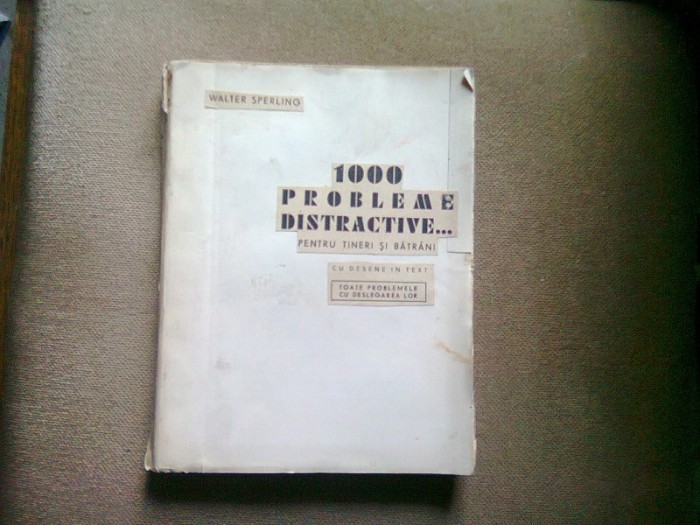 WALTER SPERLING
1000
PROBLEME
DISTRACTIVE...
PENTRU TINERI ȘI BĂTRÂNI
CU DESENE IN TEXT
TOATE PROBLEMELE
CU DESLEGAREA LOR